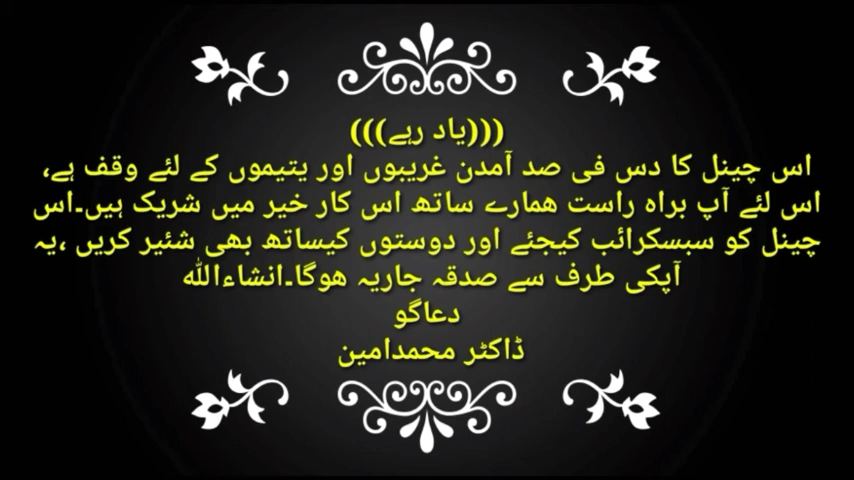 (((یاد رہے)))
اس چینل کا دس فی صد آمدن غریبوں اور یتیموں کے لئے وقف ہے،
اس لئے آپ براہ راست ھمارے ساتھ اس کار خیر میں شریک ہیں۔اس
چینل کو سبسکرائب کیجئے اور دوستوں کیساتھ بھی شئیر کریں ،یہ
آپکی طرف سے صدقہ جاریہ ھوگا۔انشاءاللہ
دعاگو
ڈاکٹر محمدامین